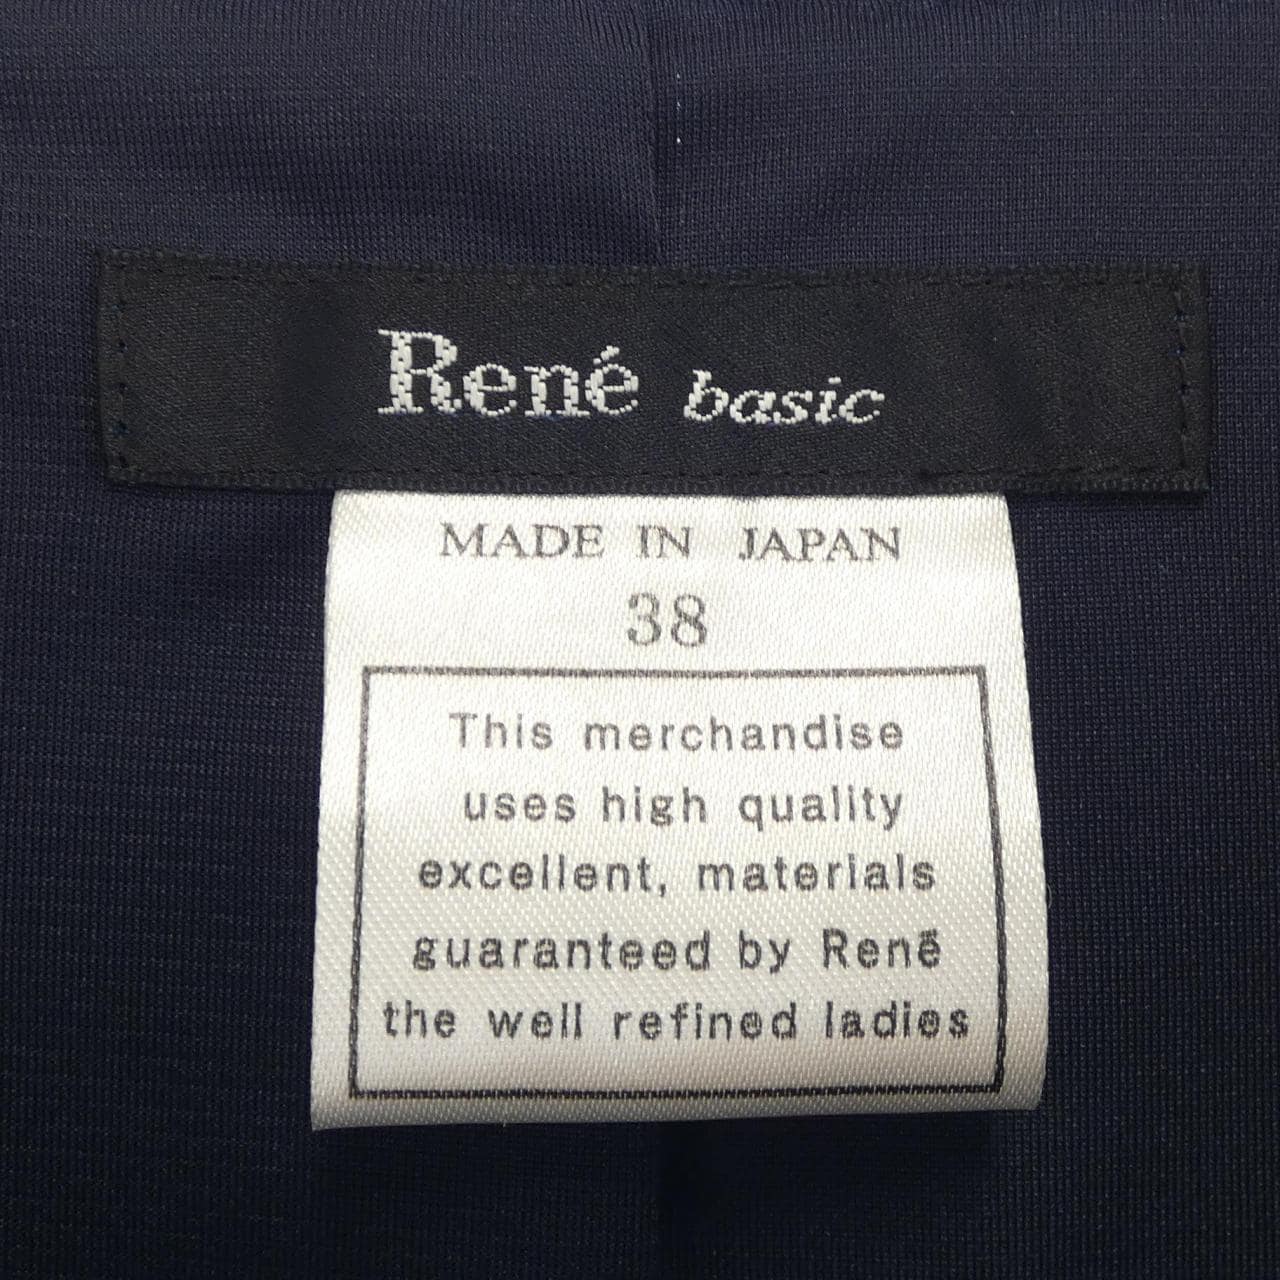 René basic
MADE IN JAPAN
38
This merchandise
uses high quality
excellent, materials
guaranteed by Renē
the well refined ladies